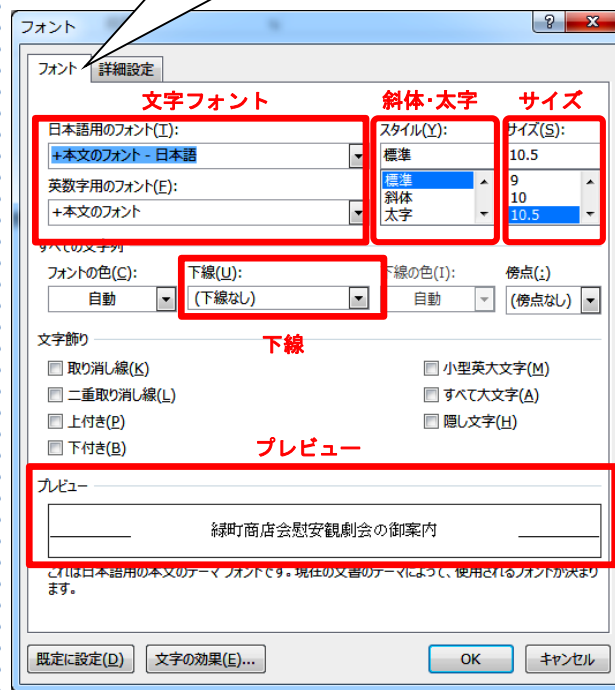 フォント
フォント 詳細設定
文字フォント 斜体・太字 サイズ
日本語用のフォント(T): スタイル(Y): サイズ(S):
+本文のフォント - 日本語 標準 10.5
英数字用のフォント(F): 標準 9
+本文のフォント 斜体 10
太字 10.5
すべての文字列
フォントの色(C): 下線(U): 下線の色(I): 傍点(:)
自動 (下線なし) 自動 (傍点なし)
文字飾り
下線
取り消し線(K) 小型英大文字(M)
二重取り消し線(L) すべて大文字(A)
上付き(P) 隠し文字(H)
下付き(B)
プレビュー
プレビュー
緑町商店会慰安観劇会の御案内
これは日本語用の本文のテーマ フォントです。現在の文書のテーマによって、使用されるフォントが決まり
ます。
既定に設定(D) 文字の効果(E)... OK キャンセル